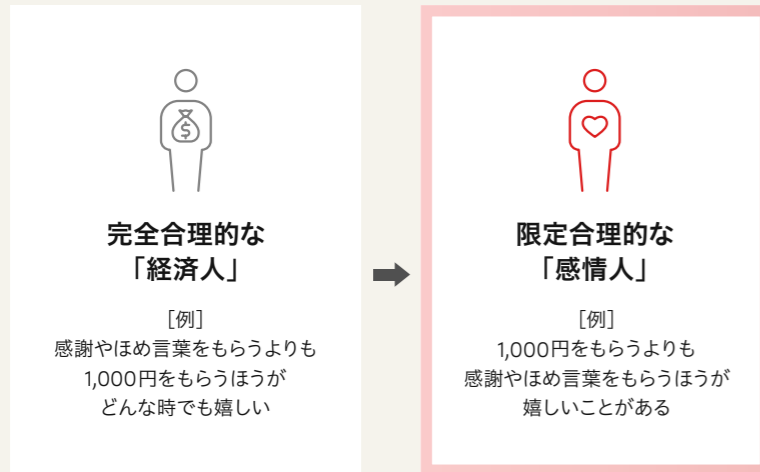 $
完全合理的な
「経済人」
［例］
感謝やほめ言葉をもらうよりも
1,000円をもらうほうが
どんな時でも嬉しい
限定合理的な
「感情人」
［例］
1,000円をもらうよりも
感謝やほめ言葉をもらうほうが
嬉しいことがある